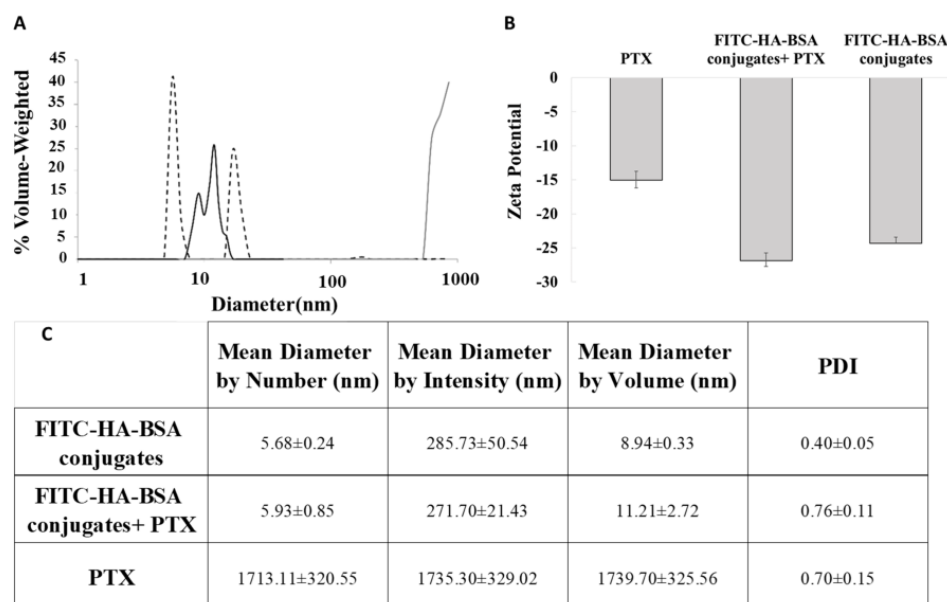 A
% Volume-Weighted
45
40
35
30
25
20
15
10
5
0
1
10
100
1000
Diameter(nm)
B
PTX
FITC-HA-BSA
conjugates+ PTX
FITC-HA-BSA
conjugates
Zeta Potential
0
-5
-10
-15
-20
-25
-30
C
Mean Diameter
by Number (nm)
Mean Diameter
by Intensity (nm)
Mean Diameter
by Volume (nm)
PDI
FITC-HA-BSA
conjugates
5.68±0.24
285.73±50.54
8.94±0.33
0.40±0.05
FITC-HA-BSA
conjugates+ PTX
5.93±0.85
271.70±21.43
11.21±2.72
0.76±0.11
PTX
1713.11±320.55
1735.30±329.02
1739.70±325.56
0.70±0.15